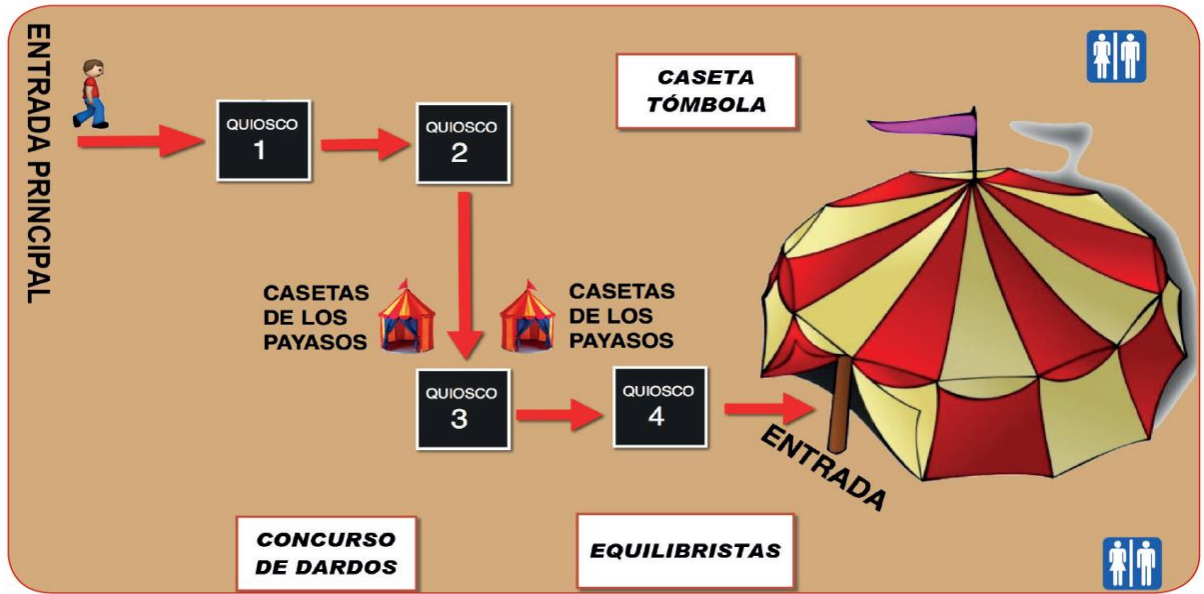 ENTRADA PRINCIPAL
CASETA
TÓMBOLA
QUIOSCO
1
QUIOSCO
2
CASETAS
DE LOS
PAYASOS
CASETAS
DE LOS
PAYASOS
QUIOSCO
3
QUIOSCO
4
ENTRADA
CONCURSO
DE DARDOS
EQUILIBRISTAS